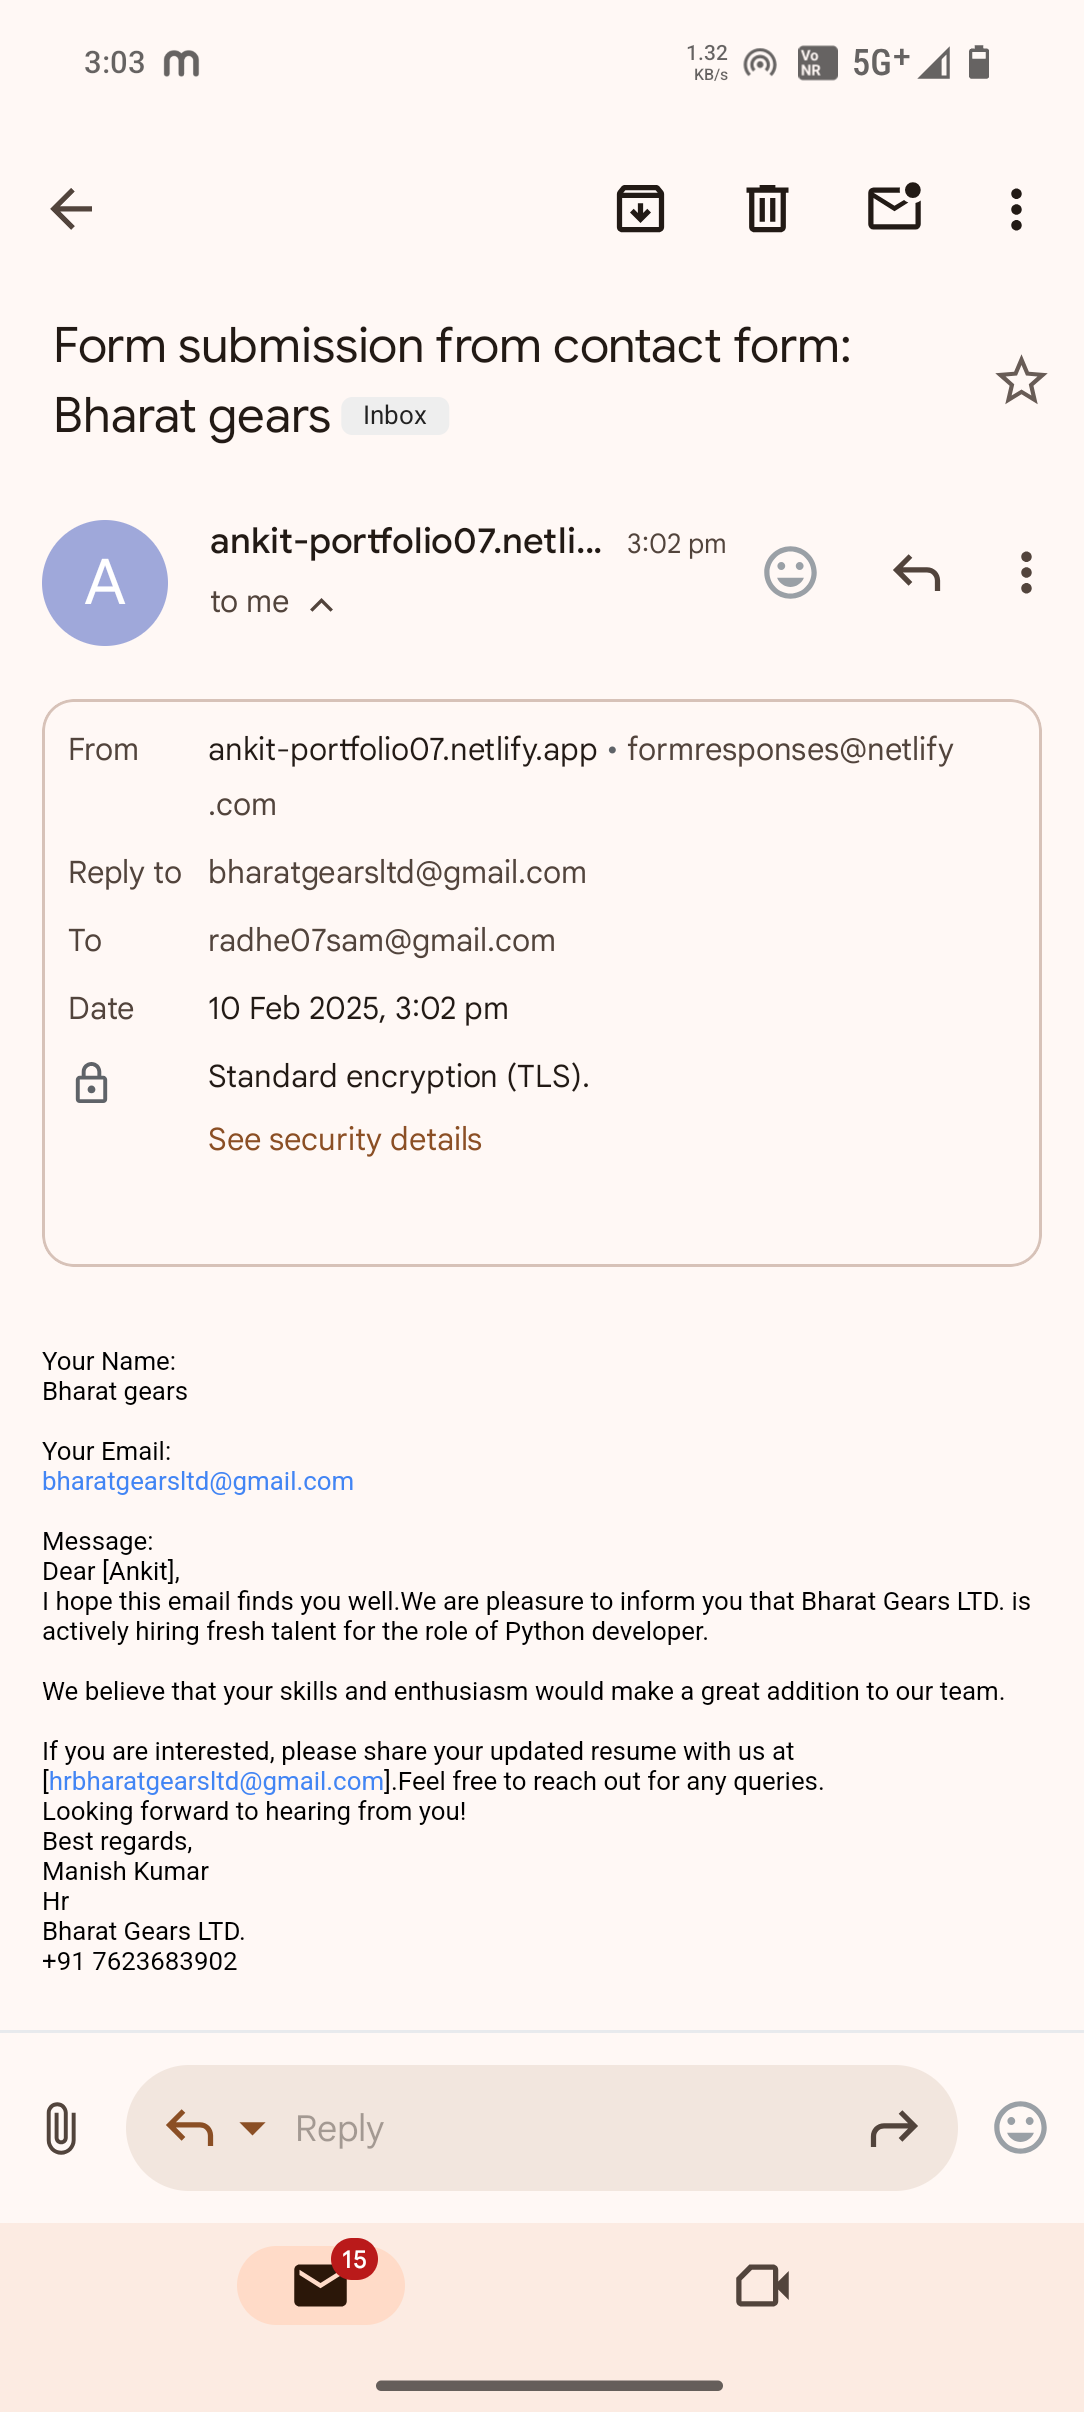 3:03 m 1.32 KB/s Vo NR 5G+
Form submission from contact form:
Bharat gears Inbox
A
ankit-portfolio07.netli... 3:02 pm
to me
From ankit-portfolio07.netlify.app • formresponses@netlify
.com
Reply to bharatgearsltd@gmail.com
To radhe07sam@gmail.com
Date 10 Feb 2025, 3:02 pm
Standard encryption (TLS).
See security details
Your Name:
Bharat gears
Your Email:
bharatgearsltd@gmail.com
Message:
Dear [Ankit],
I hope this email finds you well.We are pleasure to inform you that Bharat Gears LTD. is
actively hiring fresh talent for the role of Python developer.
We believe that your skills and enthusiasm would make a great addition to our team.
If you are interested, please share your updated resume with us at
[hrbharatgearsltd@gmail.com].Feel free to reach out for any queries.
Looking forward to hearing from you!
Best regards,
Manish Kumar
Hr
Bharat Gears LTD.
+91 7623683902
Reply
15